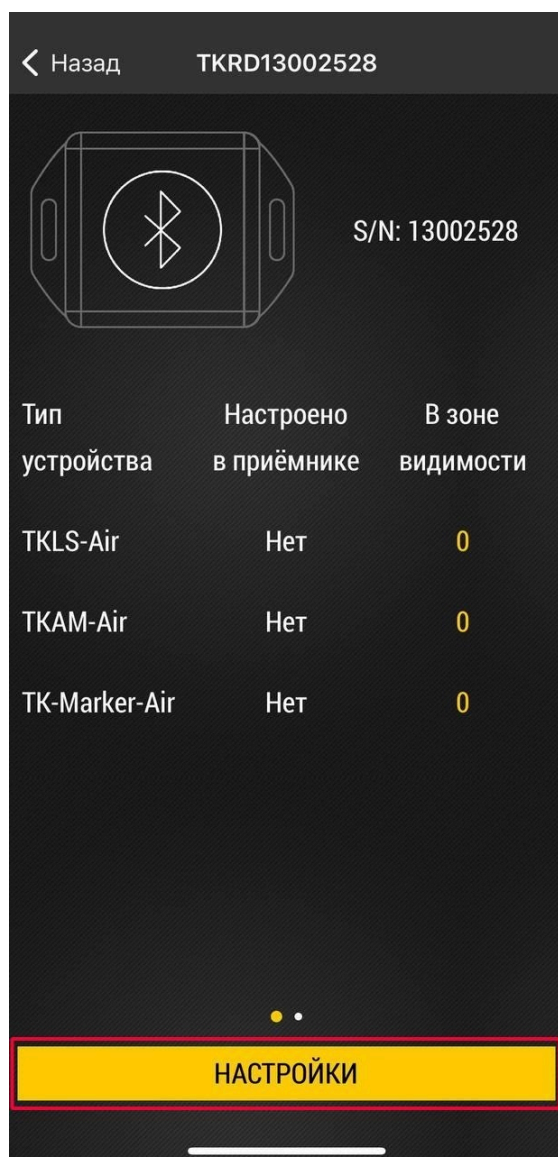 Назад TKRD13002528
S/N: 13002528
Тип Настроено В зоне
устройства в приёмнике видимости
TKLS-Air Нет 0
TKAM-Air Нет 0
TK-Marker-Air Нет 0
НАСТРОЙКИ